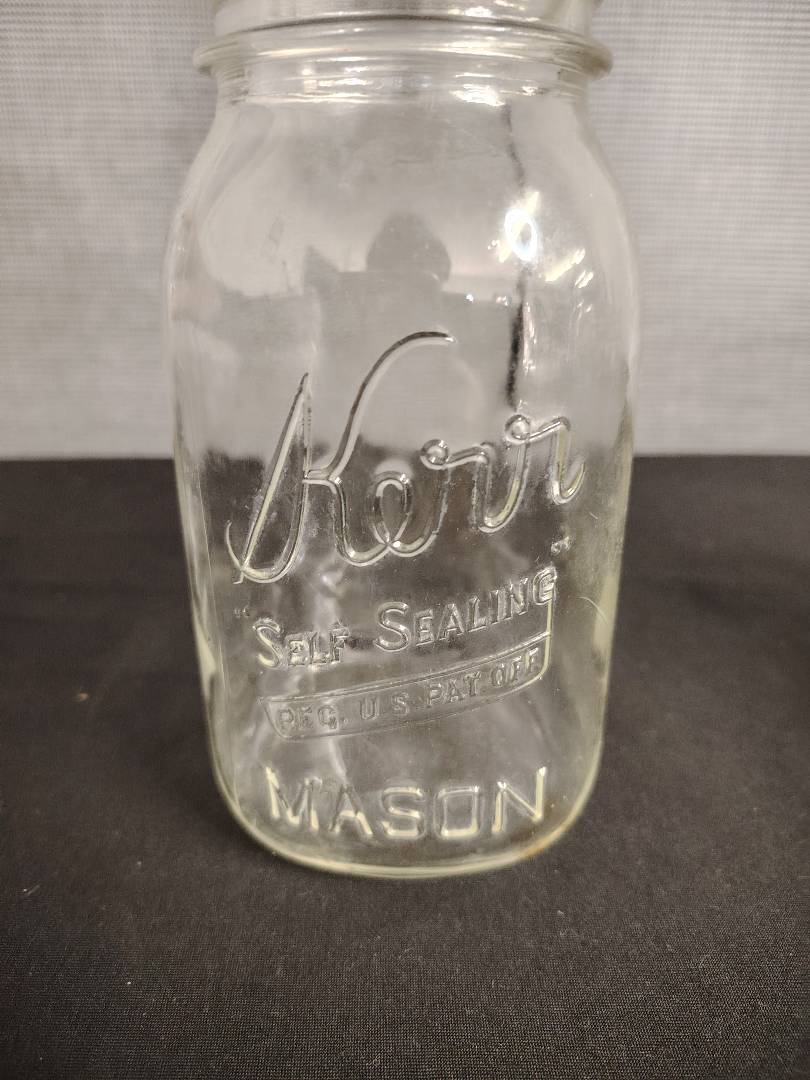 Kerr
"SELF SEALING"
REG. U.S. PAT. OFF.
MASON